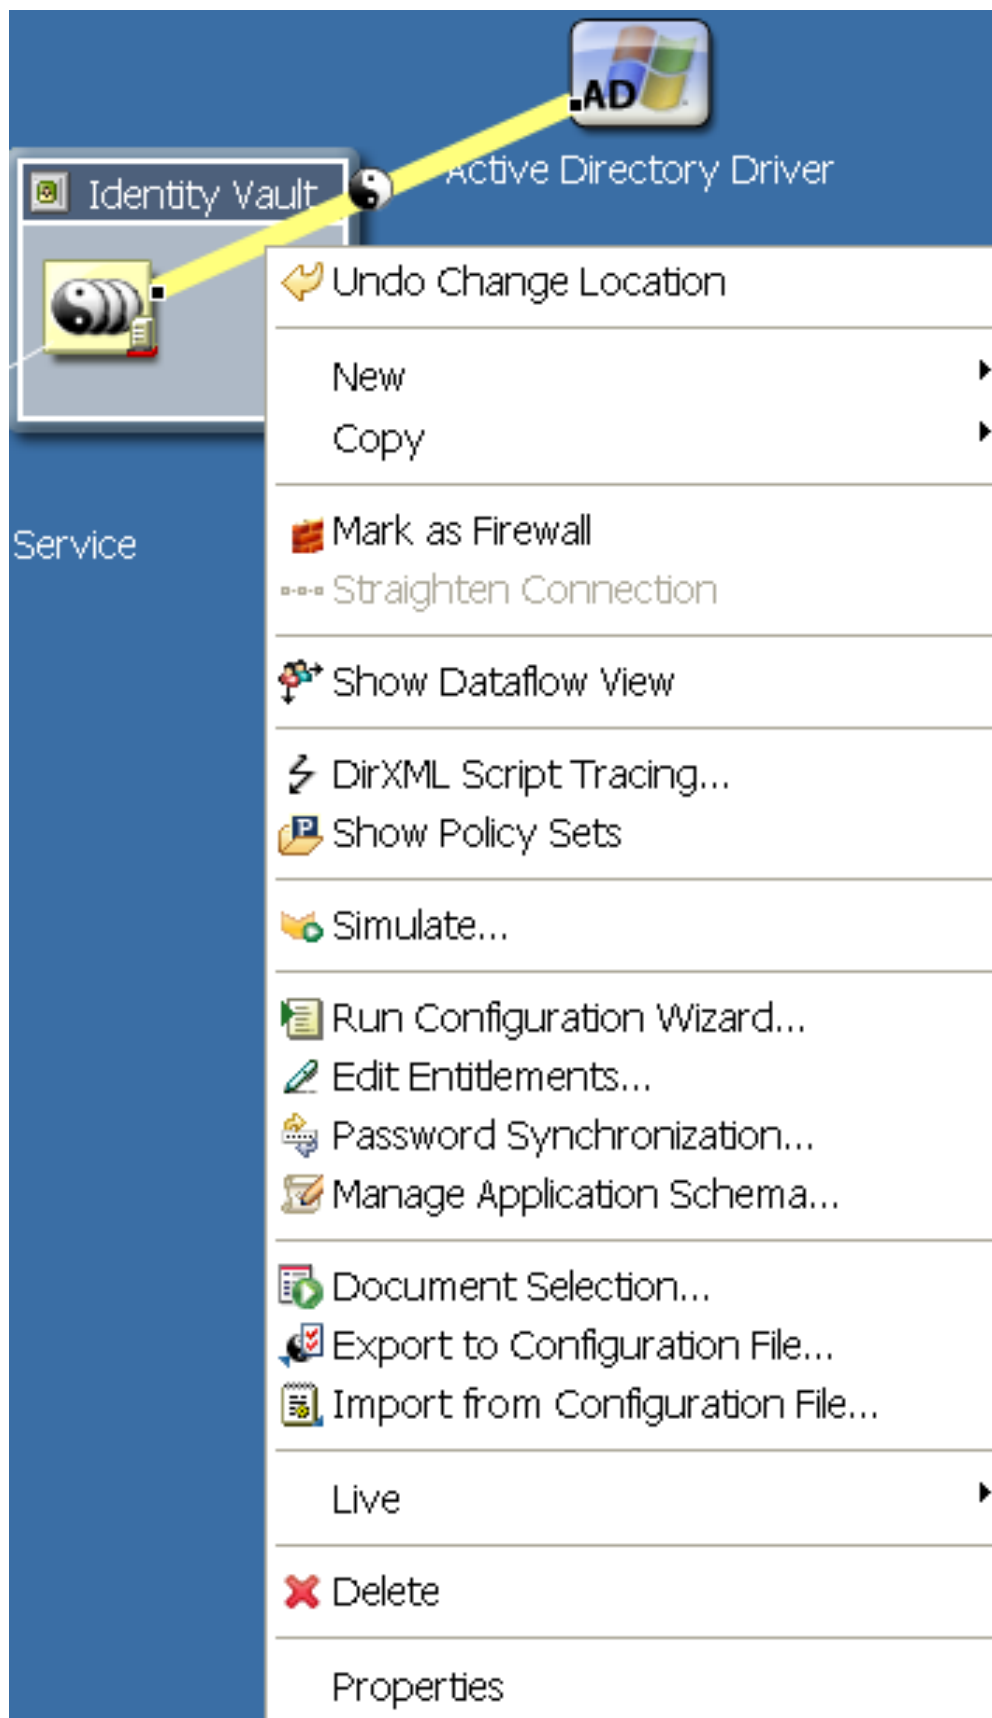 AD
Active Directory Driver
Identity Vault
Undo Change Location
New
Copy
Service
Mark as Firewall
Straighten Connection
Show Dataflow View
DirXML Script Tracing...
P
Show Policy Sets
Simulate...
Run Configuration Wizard...
Edit Entitlements...
Password Synchronization...
Manage Application Schema...
Document Selection...
Export to Configuration File...
Import from Configuration File...
Live
Delete
Properties